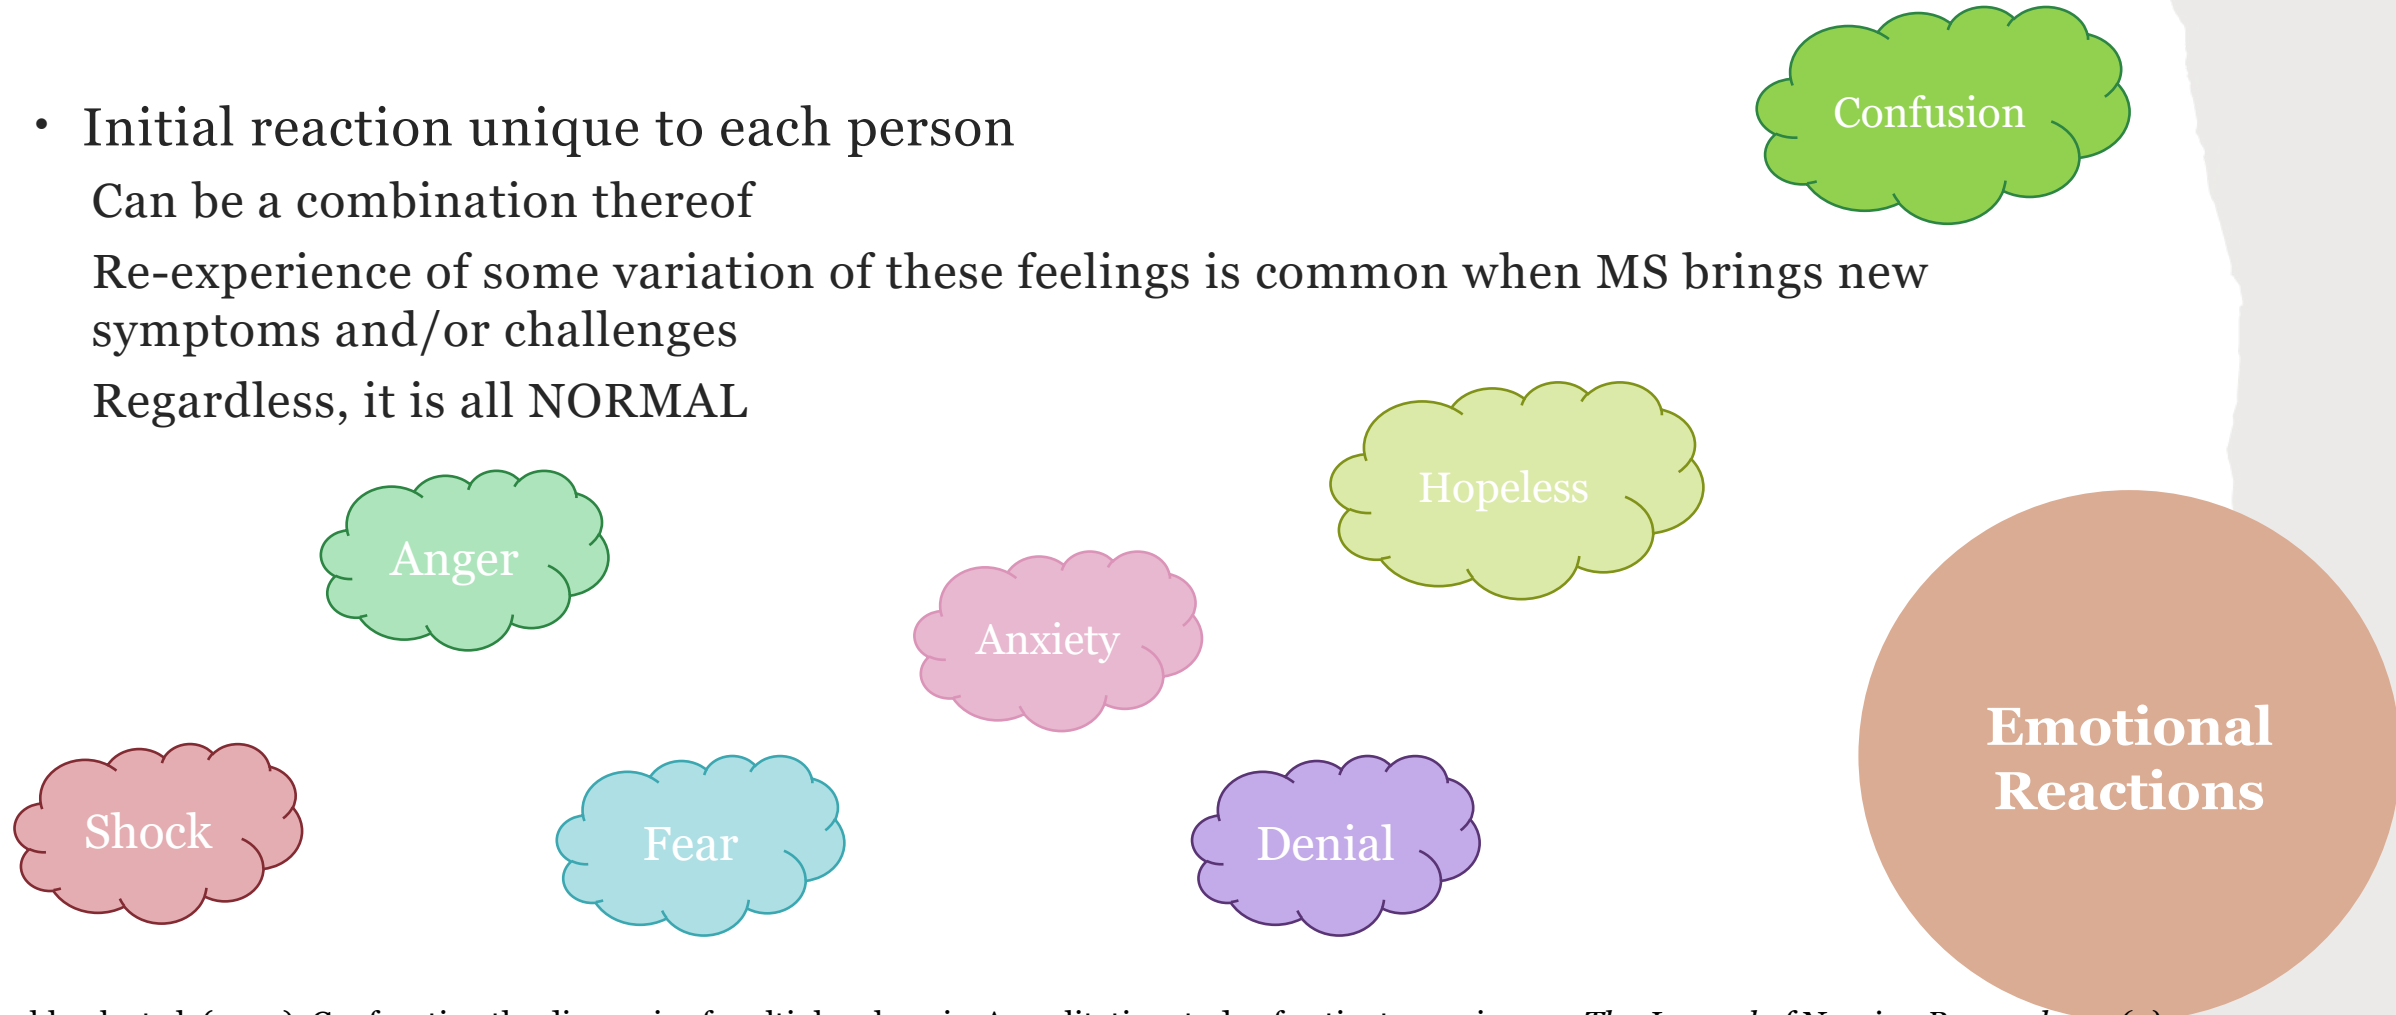 • Initial reaction unique to each person
Can be a combination thereof
Re-experience of some variation of these feelings is common when MS brings new
symptoms and/or challenges
Regardless, it is all NORMAL
Confusion
Hopeless
Anger
Anxiety
Shock
Fear
Denial
Emotional
Reactions